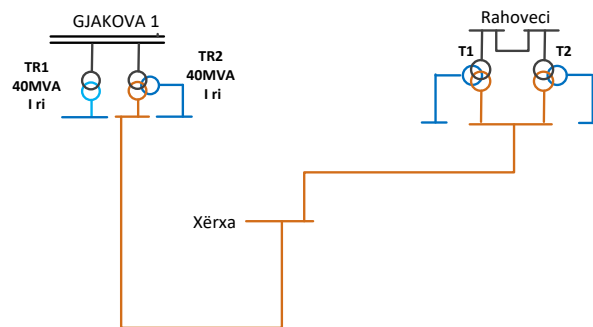 GJAKOVA 1
TR1
40MVA
I ri
TR2
40MVA
I ri
Rahoveci
T1
T2
Xërxa